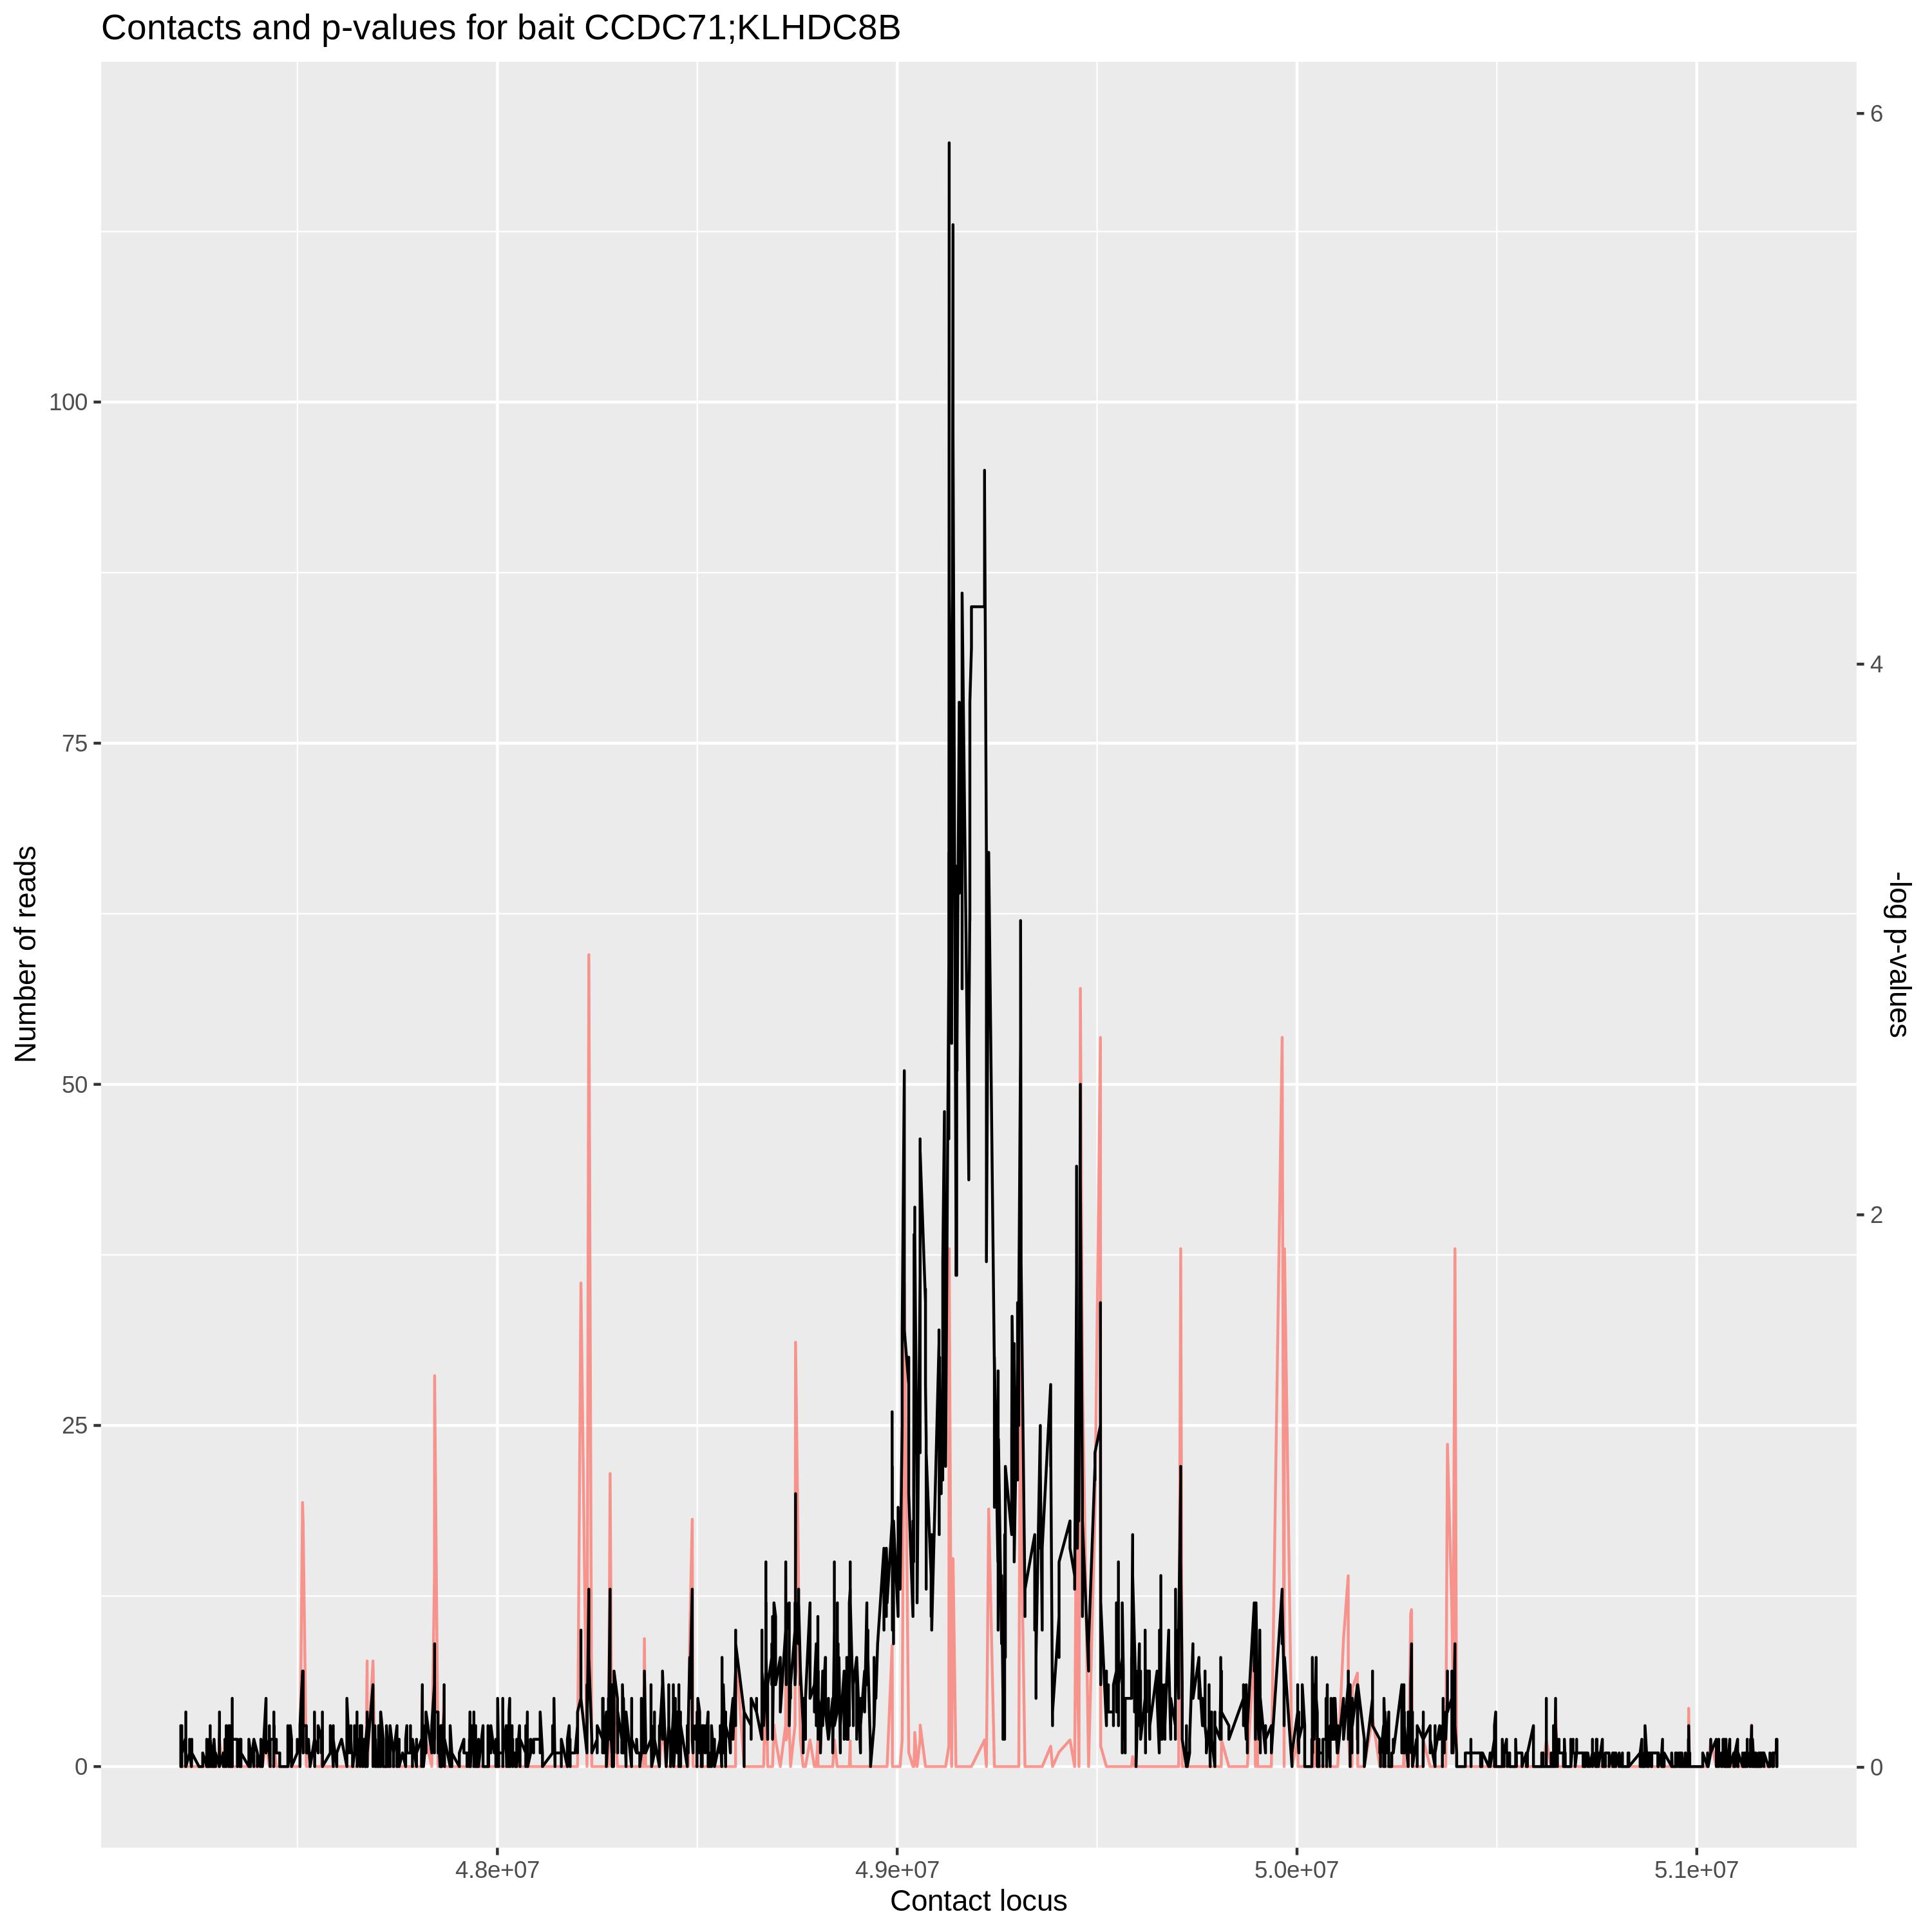 Contacts and p-values for bait CCDC71;KLHDC8B
Number of reads
100
75
50
25
0
6
4
2
0
-log p-values
4.8e+07
4.9e+07
5.0e+07
5.1e+07
Contact locus